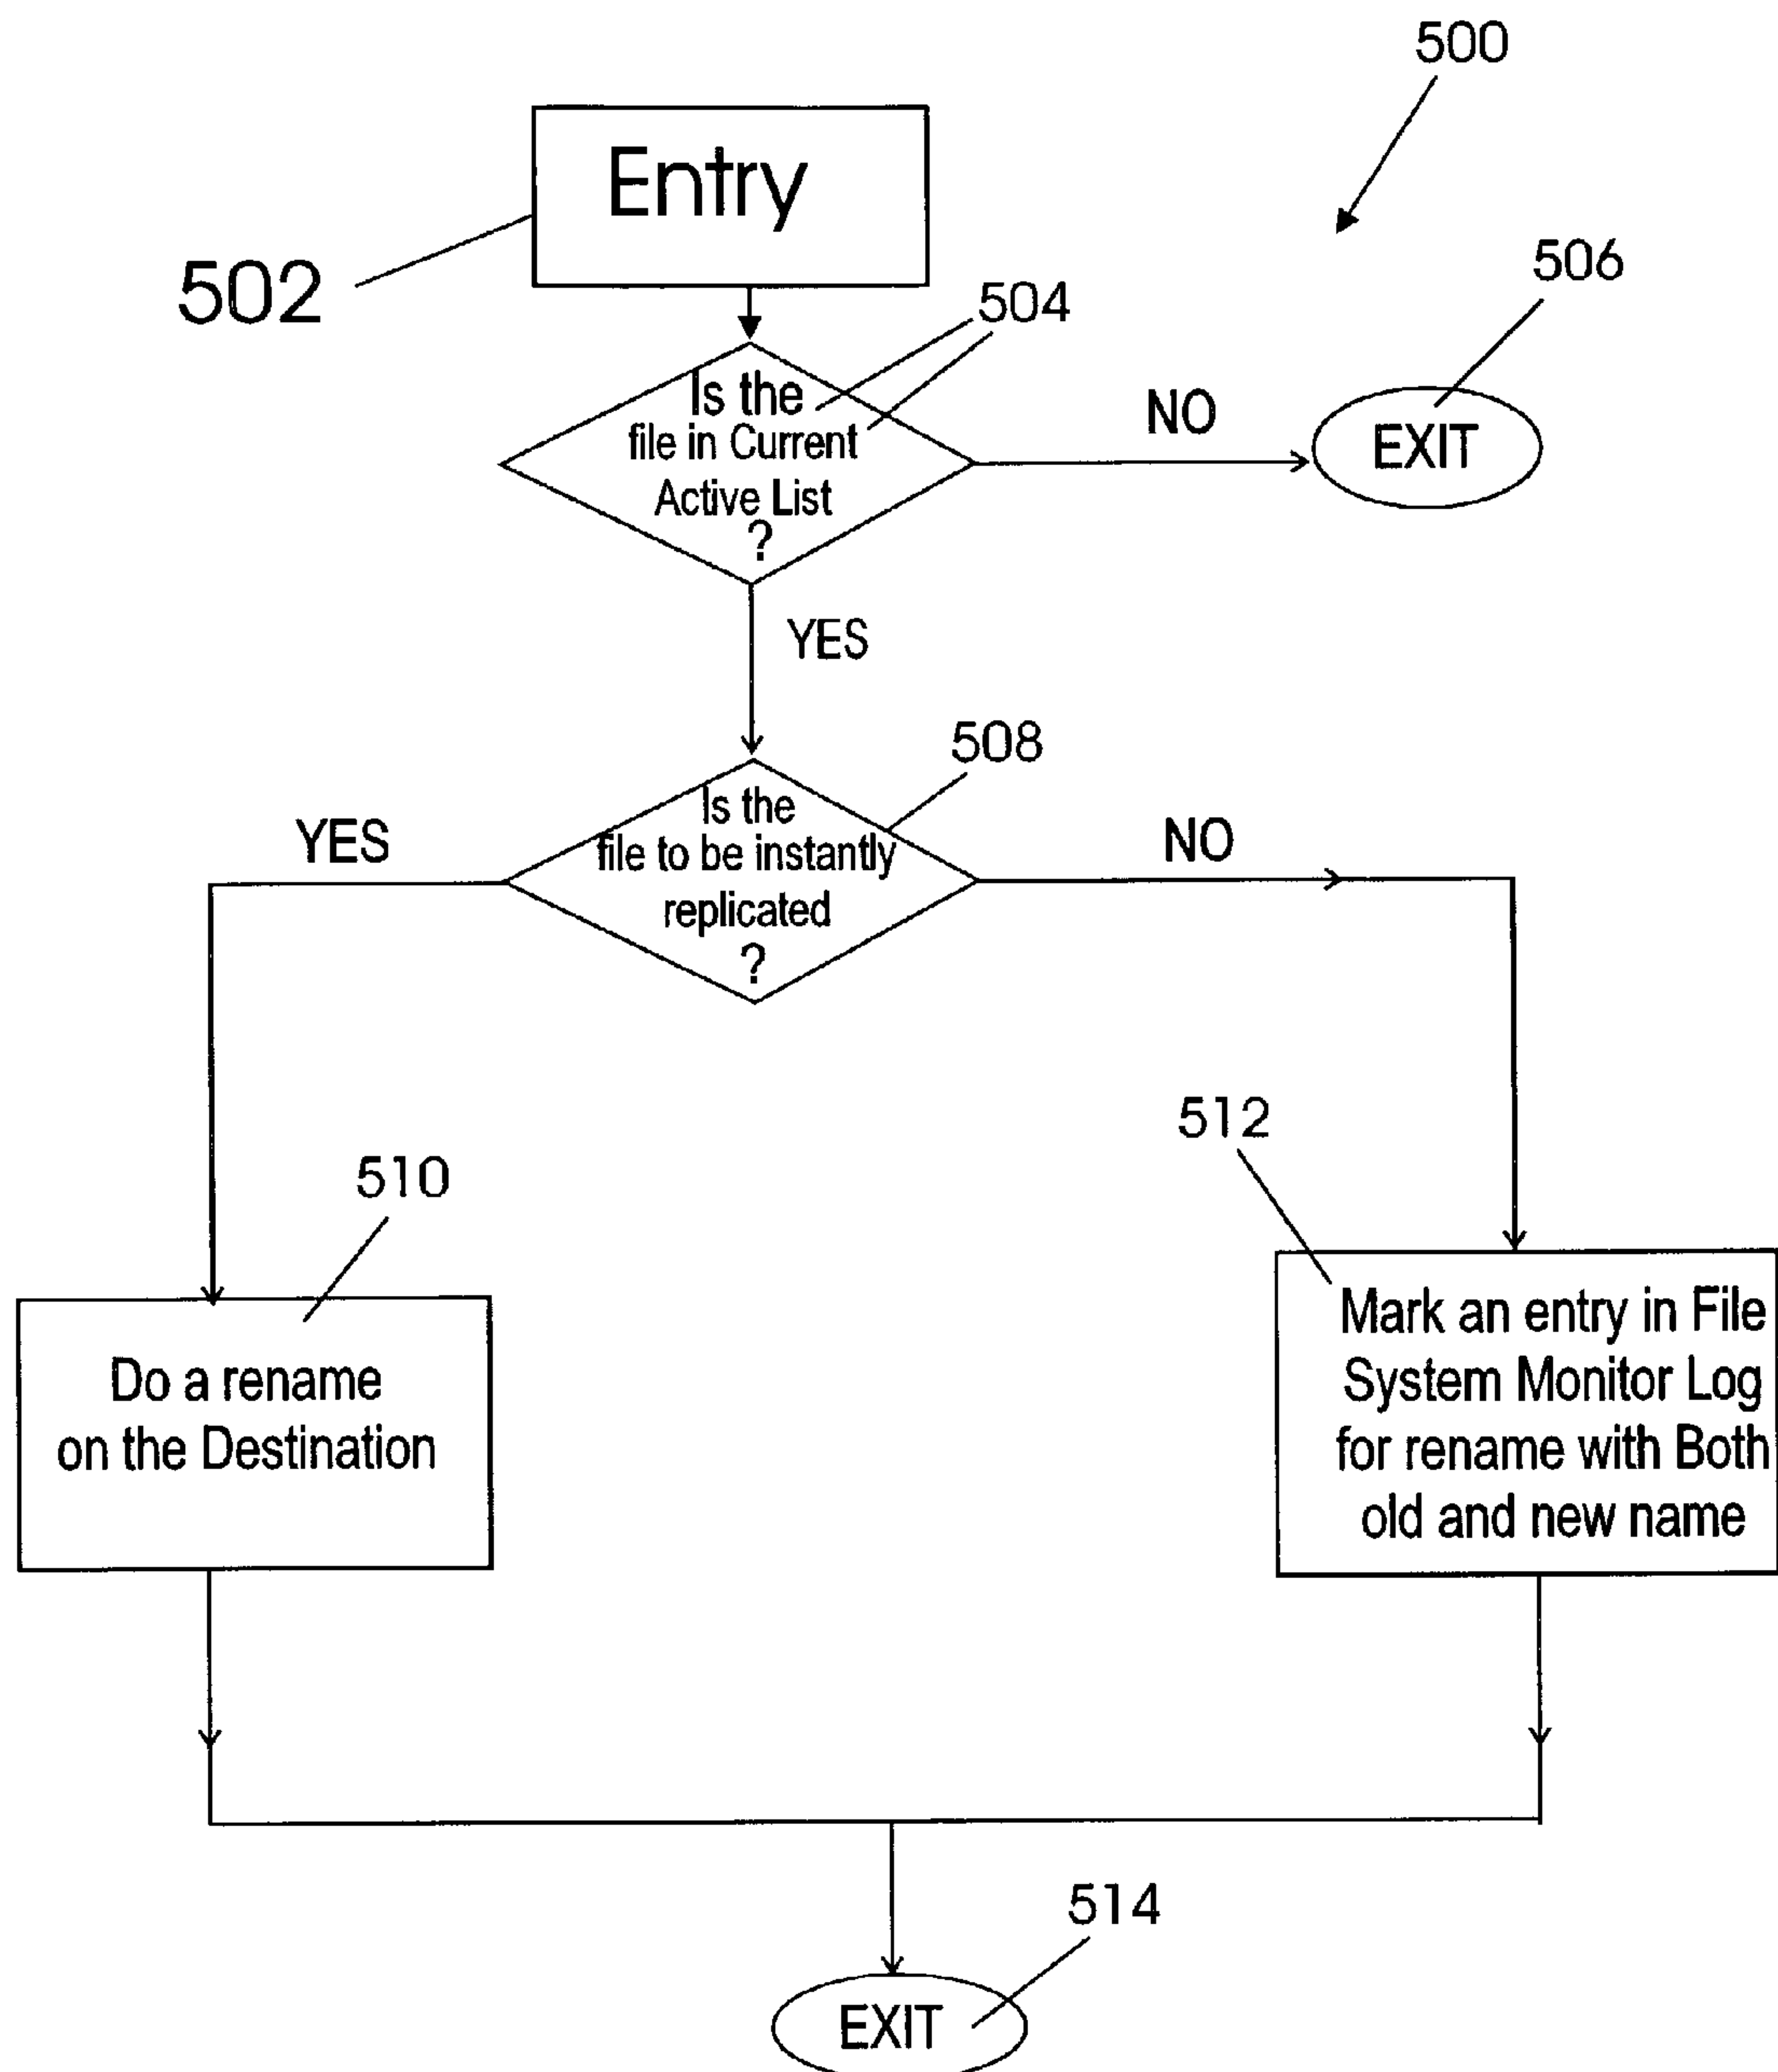 500
Entry
502
504
506
Is the
file in Current
Active List
?
NO
EXIT
YES
508
Is the
file to be instantly
replicated
?
YES
NO
510
512
Do a rename
on the Destination
Mark an entry in File
System Monitor Log
for rename with Both
old and new name
514
EXIT